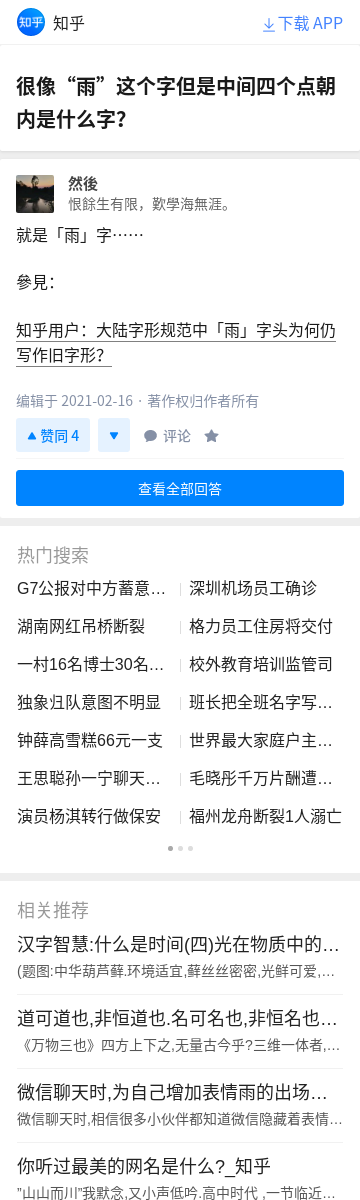 知乎 知乎 下载 APP
很像“雨”这个字但是中间四个点朝
内是什么字?
然後
恨餘生有限，歎學海無涯。
就是「雨」字⋯⋯
參見：
知乎用户：大陆字形规范中「雨」字头为何仍
写作旧字形？
编辑于 2021-02-16 · 著作权归作者所有
赞同 4 评论
查看全部回答
热门搜索
G7公报对中方蓄意… 深圳机场员工确诊
湖南网红吊桥断裂 格力员工住房将交付
一村16名博士30名… 校外教育培训监管司
独象归队意图不明显 班长把全班名字写…
钟薛高雪糕66元一支 世界最大家庭户主…
王思聪孙一宁聊天… 毛晓彤千万片酬遭…
演员杨淇转行做保安 福州龙舟断裂1人溺亡
相关推荐
汉字智慧:什么是时间(四)光在物质中的…
(题图:中华葫芦藓.环境适宜,藓丝丝密密,光鲜可爱,…
道可道也,非恒道也.名可名也,非恒名也…
《万物三也》四方上下之,无量古今乎?三维一体者,…
微信聊天时,为自己增加表情雨的出场…
微信聊天时,相信很多小伙伴都知道微信隐藏着表情…
你听过最美的网名是什么?_知乎
"山山而川"我默念,又小声低吟.高中时代 ,一节临近…